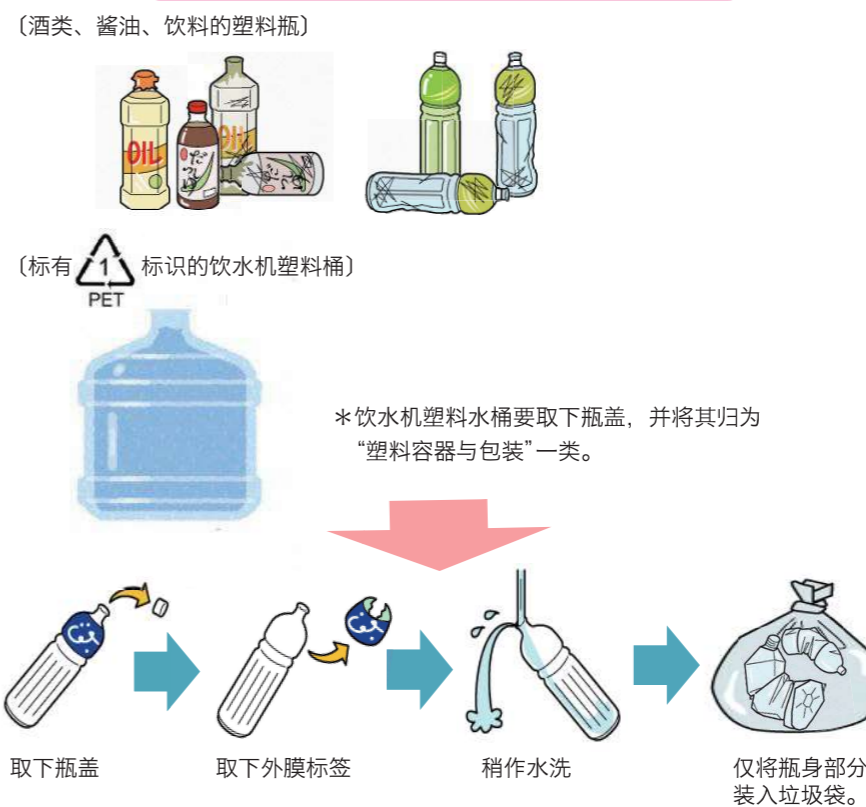 〔酒类、酱油、饮料的塑料瓶〕
OIL
OIL
〔标有 1 标识的饮水机塑料桶〕
PET
＊饮水机塑料水桶要取下瓶盖，并将其归为
“塑料容器与包装”一类。
取下瓶盖
取下外膜标签
稍作水洗
仅将瓶身部分
装入垃圾袋。